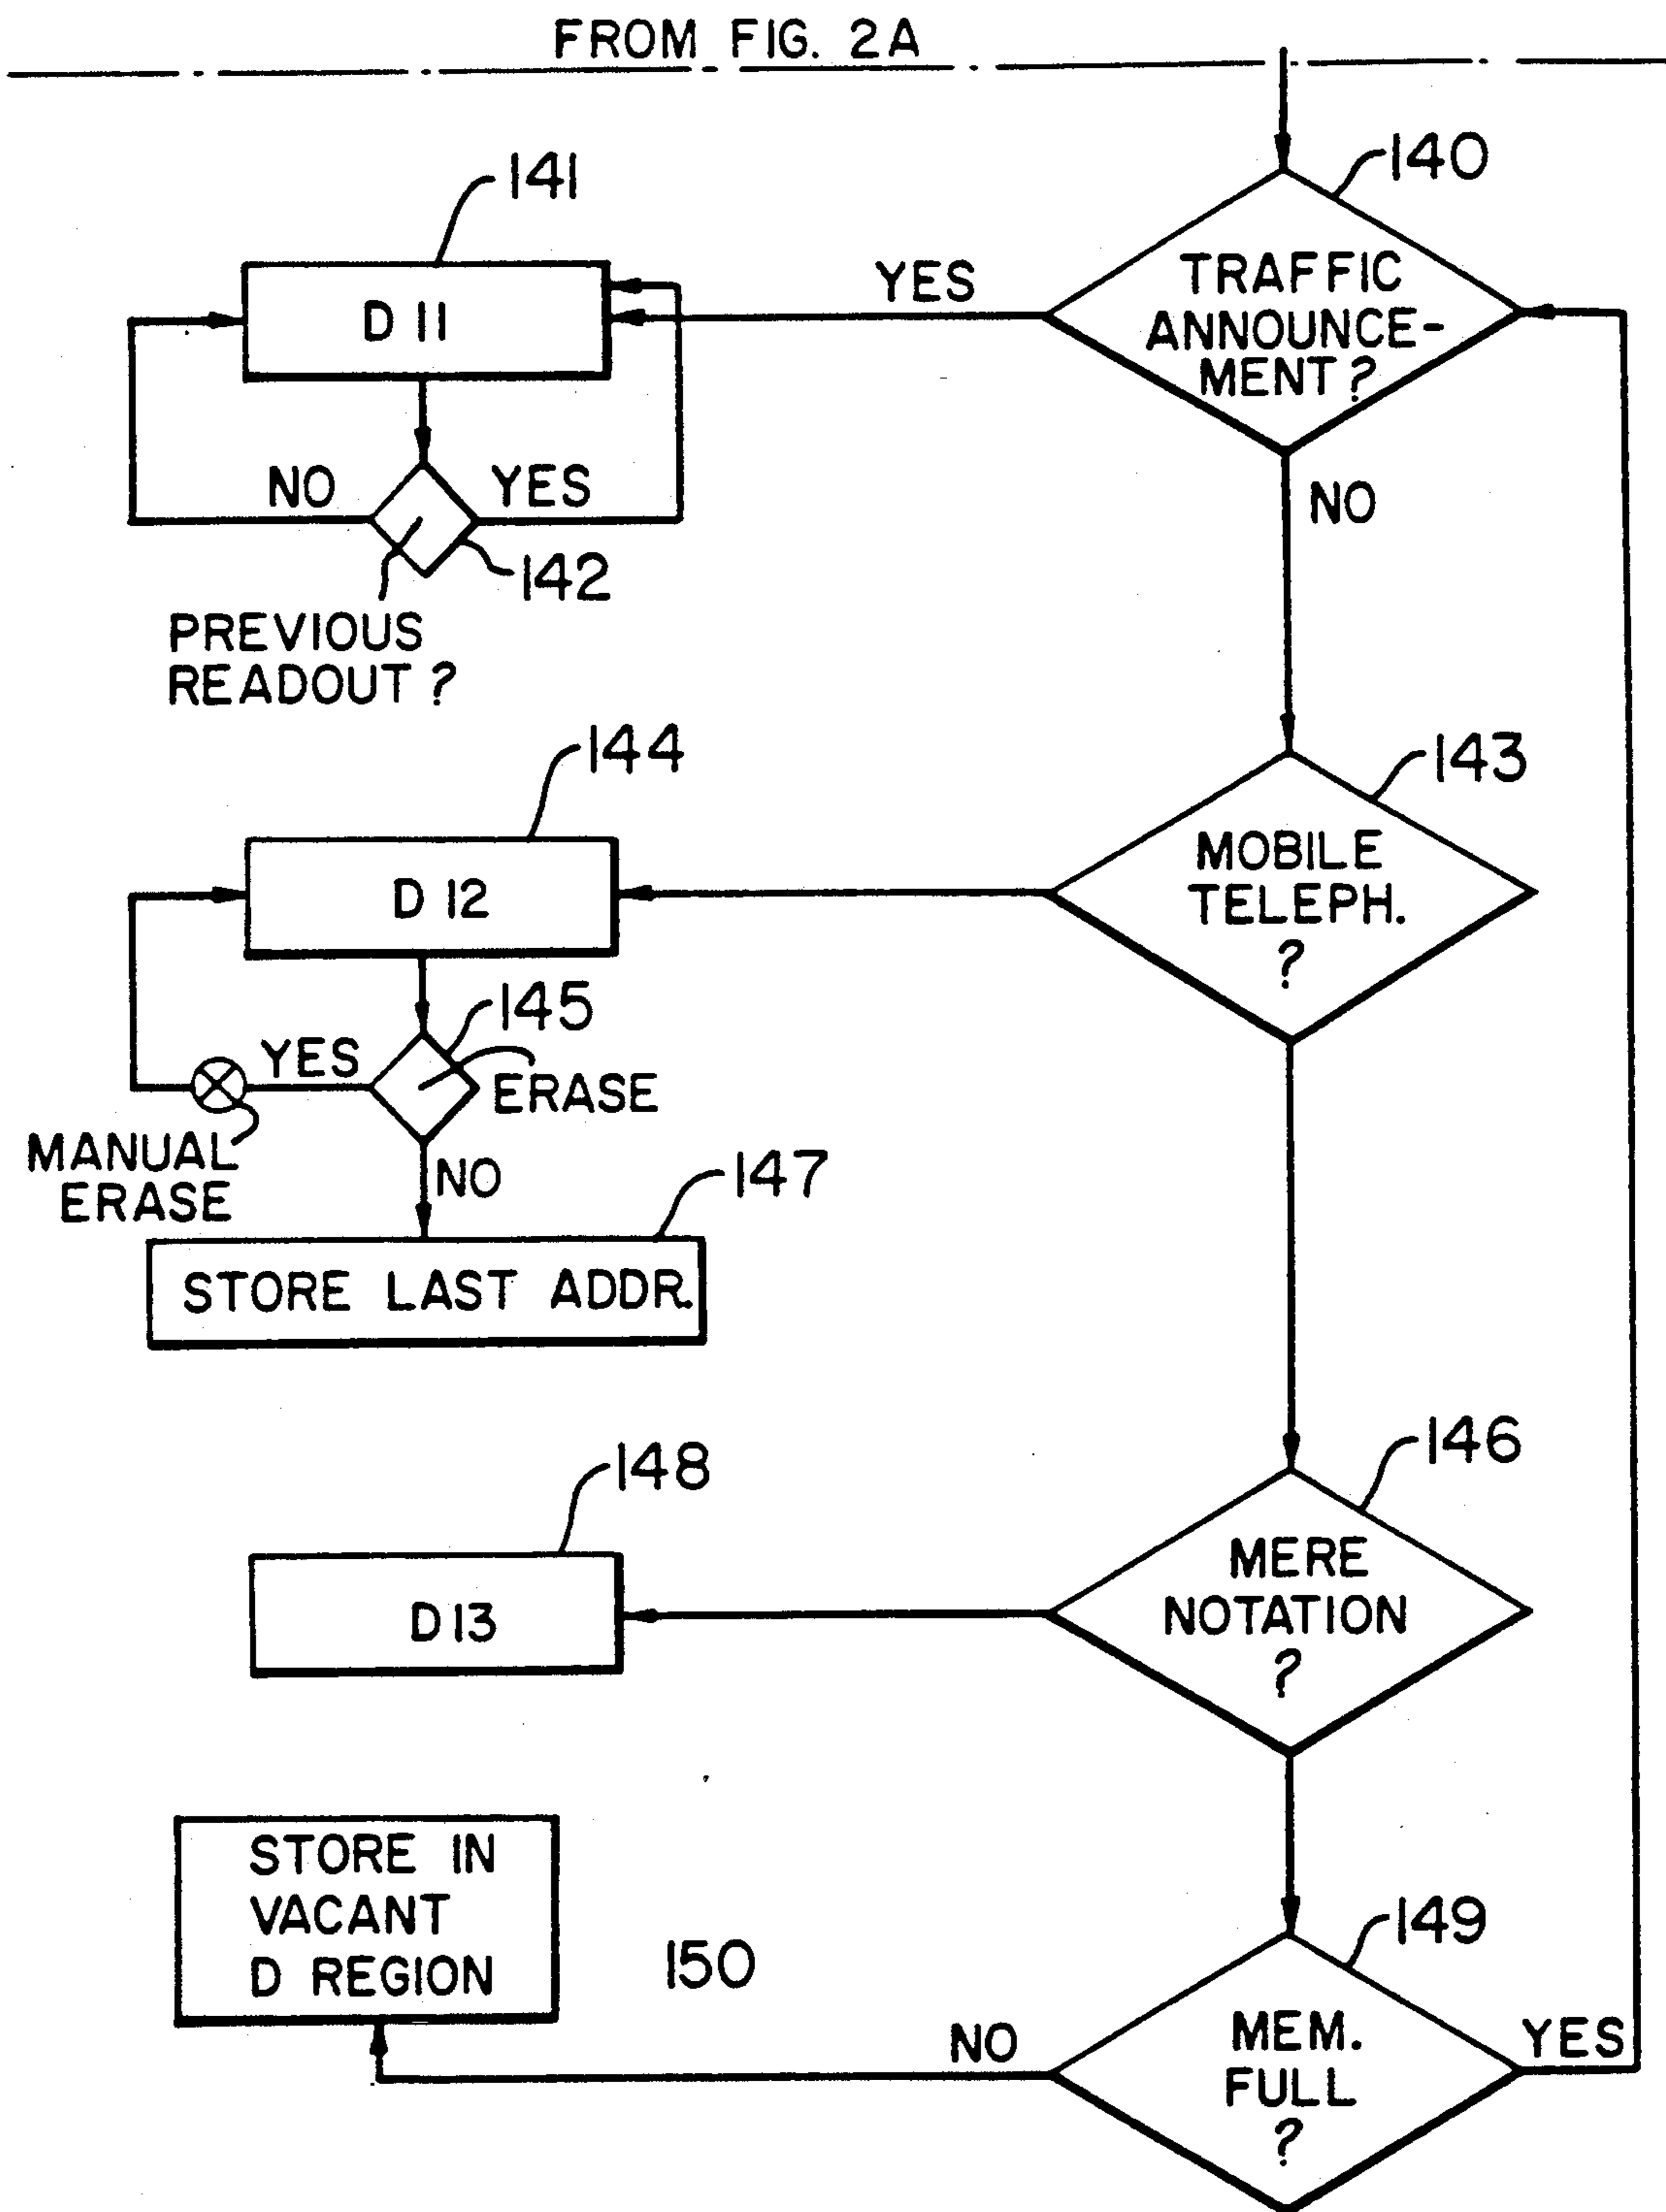 FROM FIG. 2A
140
141
TRAFFIC
ANNOUNCE-
MENT?
YES
D 11
NO
YES
NO
142
PREVIOUS
READOUT?
144
143
MOBILE
TELEPH.
?
D 12
145
YES
ERASE
MANUAL
ERASE
NO
147
STORE LAST ADDR.
146
148
MERE
NOTATION
?
D 13
STORE IN
VACANT
D REGION
150
149
MEM.
FULL
?
NO
YES